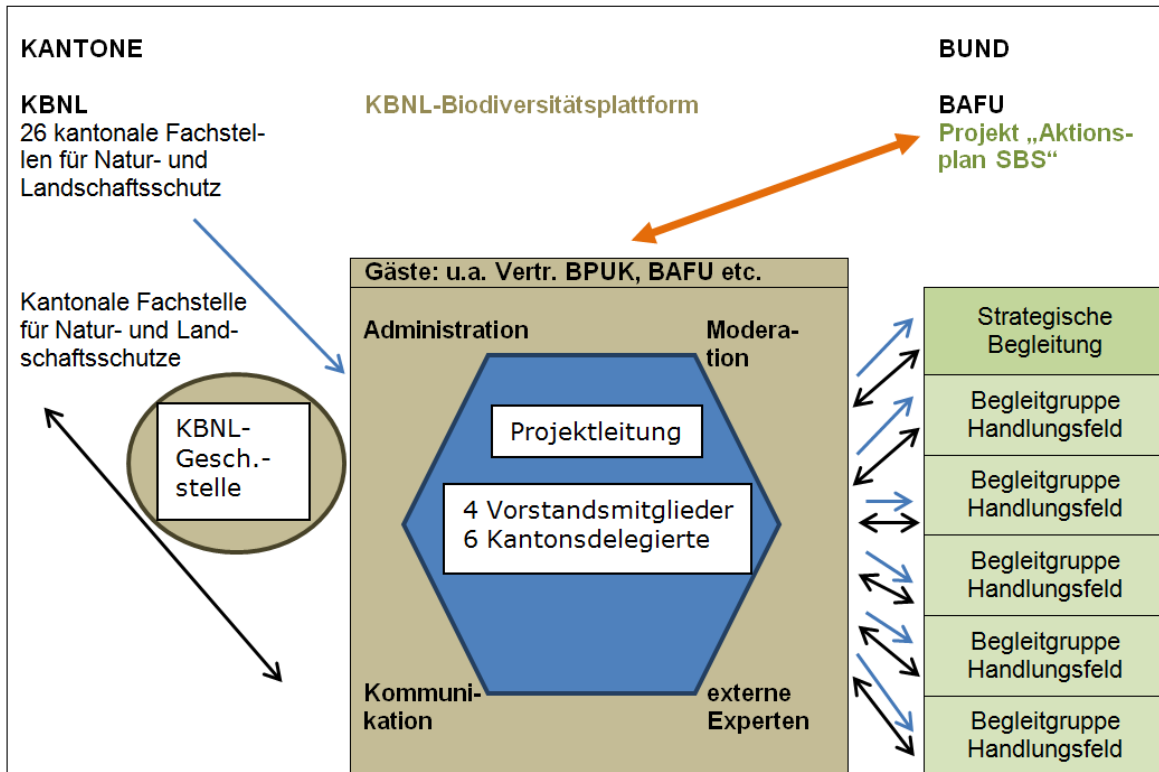 KANTONE
KBNL
26 kantonale Fachstel-
len für Natur- und
Landschaftsschutz
Kantonale Fachstelle
für Natur- und Land-
schaftsschutze
KBNL-
Gesch.-
stelle
KBNL-Biodiversitätsplattform
Gäste: u.a. Vertr. BPUK, BAFU etc.
Administration
Modera-
tion
Projektleitung
4 Vorstandsmitglieder
6 Kantonsdelegierte
Kommuni-
kation
externe
Experten
BUND
BAFU
Projekt „Aktions-
plan SBS“
Strategische
Begleitung
Begleitgruppe
Handlungsfeld
Begleitgruppe
Handlungsfeld
Begleitgruppe
Handlungsfeld
Begleitgruppe
Handlungsfeld
Begleitgruppe
Handlungsfeld